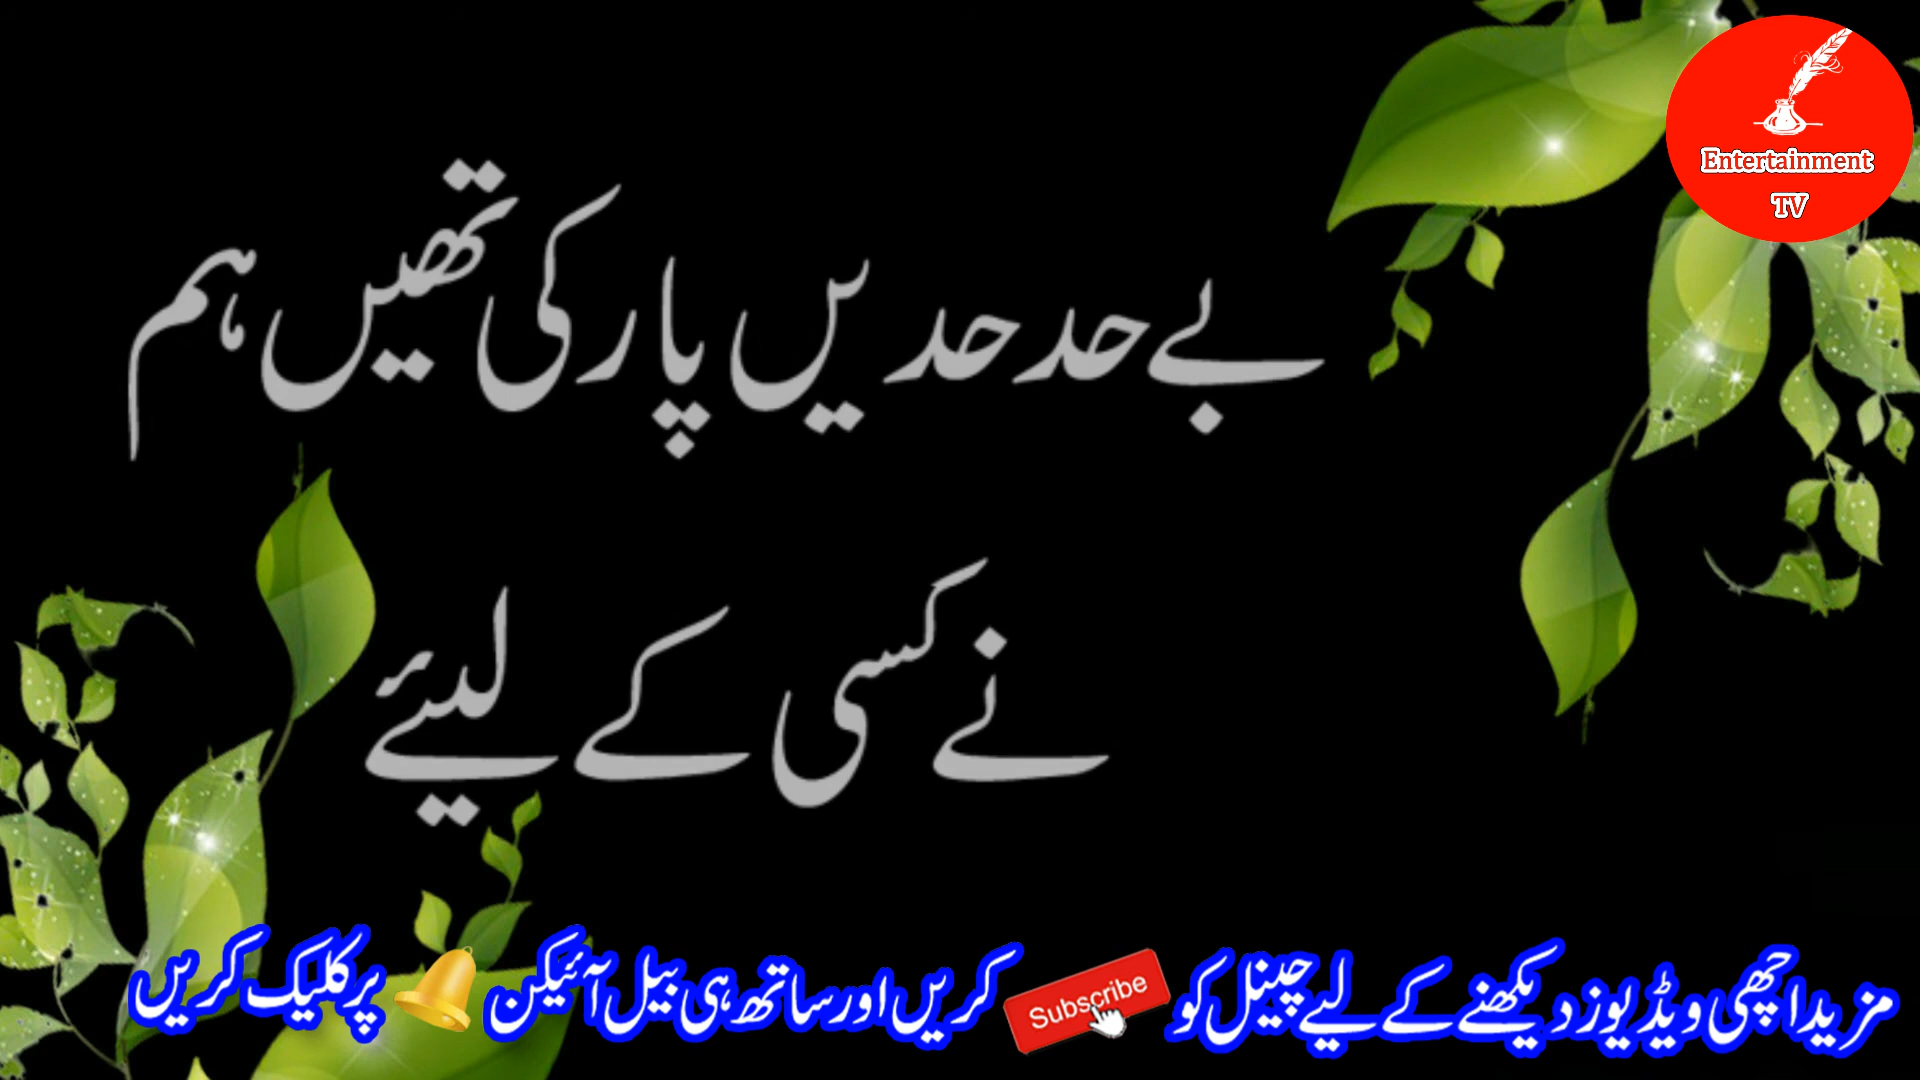 Entertainment
TV
بے حد حدیں پار کی تھیں ہم
نے کسی کے لیئے
مزید اچھی ویڈیوز دیکھنے کے لیے چینل کو Subscribe کریں اور ساتھ ہی بیل آئیکن پر کلیک کریں